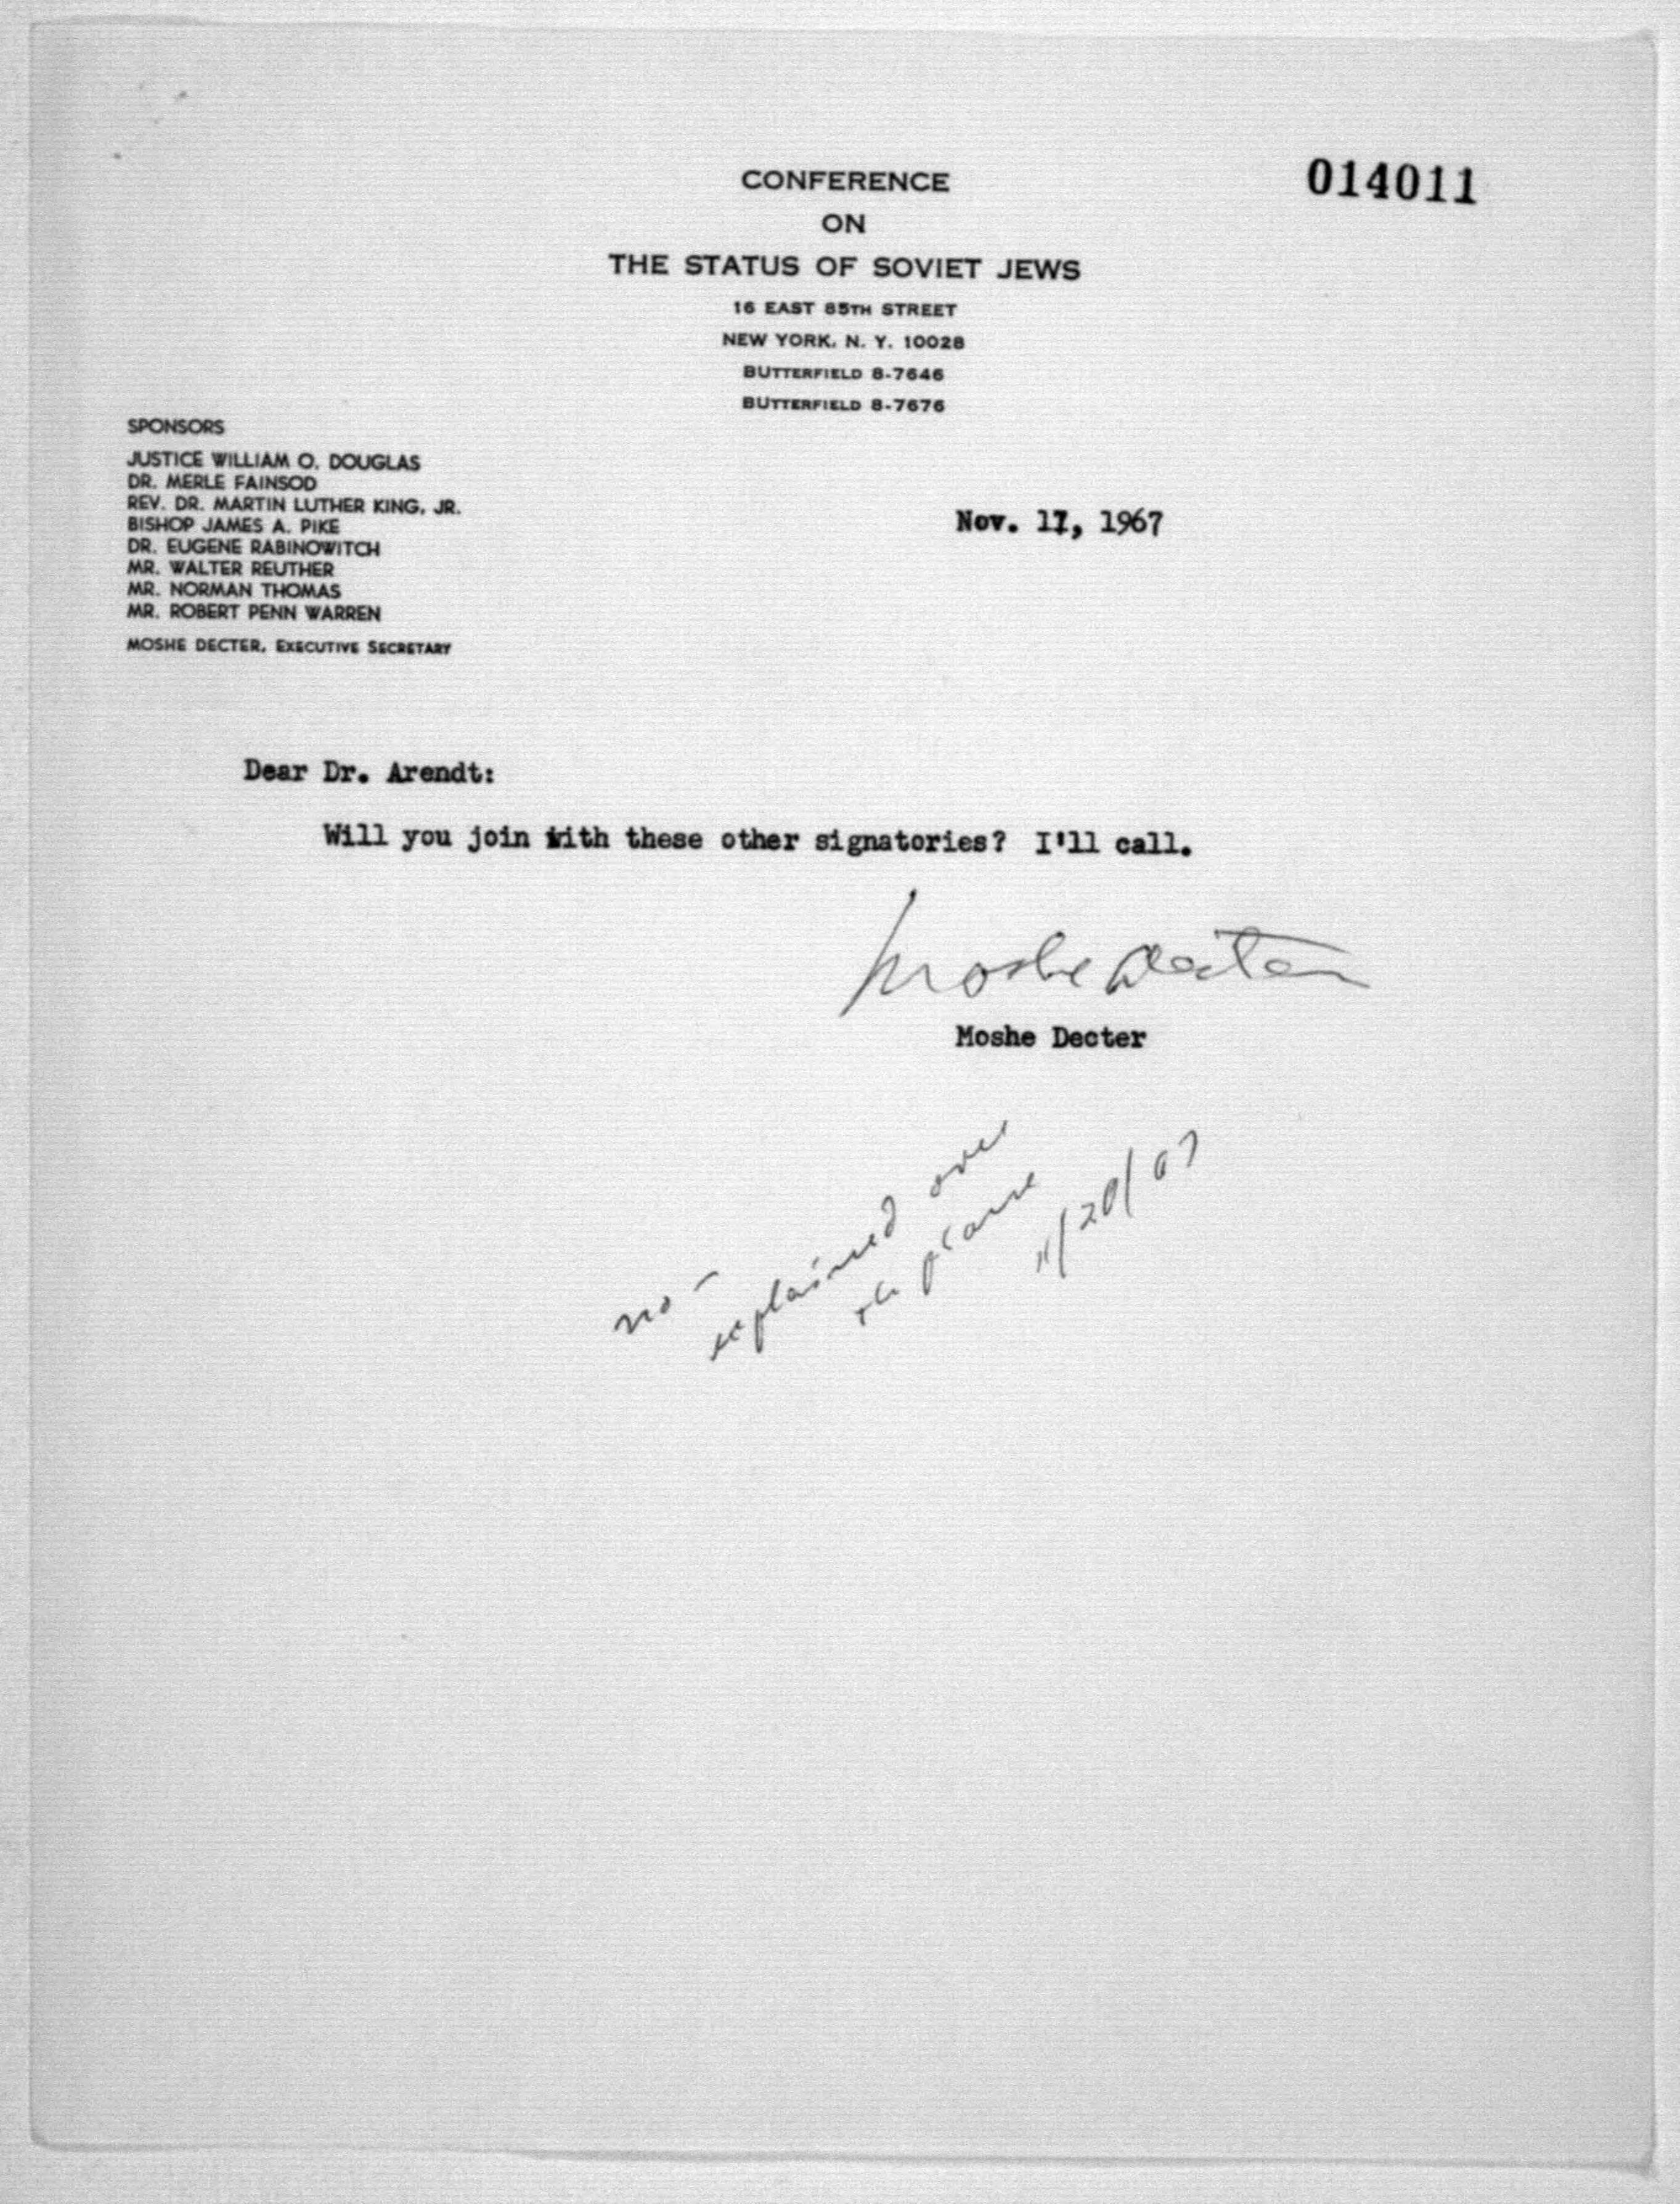 014011
CONFERENCE
ON
THE STATUS OF SOVIET JEWS
16 EAST 85TH STREET
NEW YORK, N. Y. 10028
BUTTERFIELD 8-7646
BUTTERFIELD 8-7676
SPONSORS
JUSTICE WILLIAM O. DOUGLAS
DR. MERLE FAINSOD
REV. DR. MARTIN LUTHER KING, JR.
BISHOP JAMES A. PIKE
DR. EUGENE RABINOWITCH
MR. WALTER REUTHER
MR. NORMAN THOMAS
MR. ROBERT PENN WARREN
MOSHE DECTER, EXECUTIVE SECRETARY
Nov. 17, 1967
Dear Dr. Arendt:
Will you join with these other signatories? I'll call.
Moshe Decter
Moshe Decter
no -
explained over
the phone
11/20/67